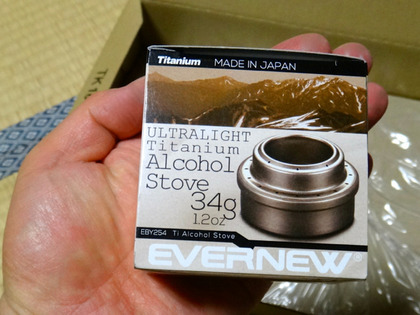 Titanium MADE IN JAPAN
ULTRALIGHT
Titanium
Alcohol
Stove
34g
1.2oz
EBY254 Ti Alcohol Stove
EVERNEW®